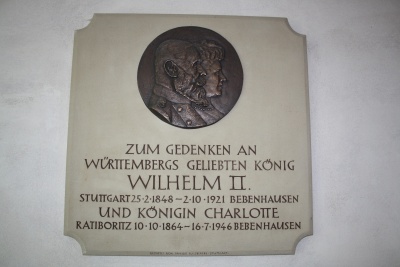 ZUM GEDENKEN AN
WÜRTTEMBERGS GELIEBTEN KÖNIG
WILHELM II.
STUTTGART 25·2·1848–2·10·1921 BEBENHAUSEN
UND KÖNIGIN CHARLOTTE
RATIBORITZ 10·10·1864–16·7·1946 BEBENHAUSEN